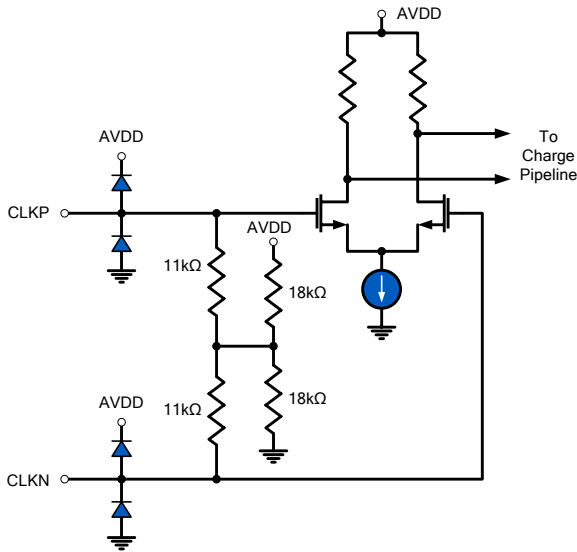 AVDD
AVDD
To
Charge
Pipeline
CLKP
AVDD
11kΩ
18kΩ
11kΩ
18kΩ
AVDD
CLKN